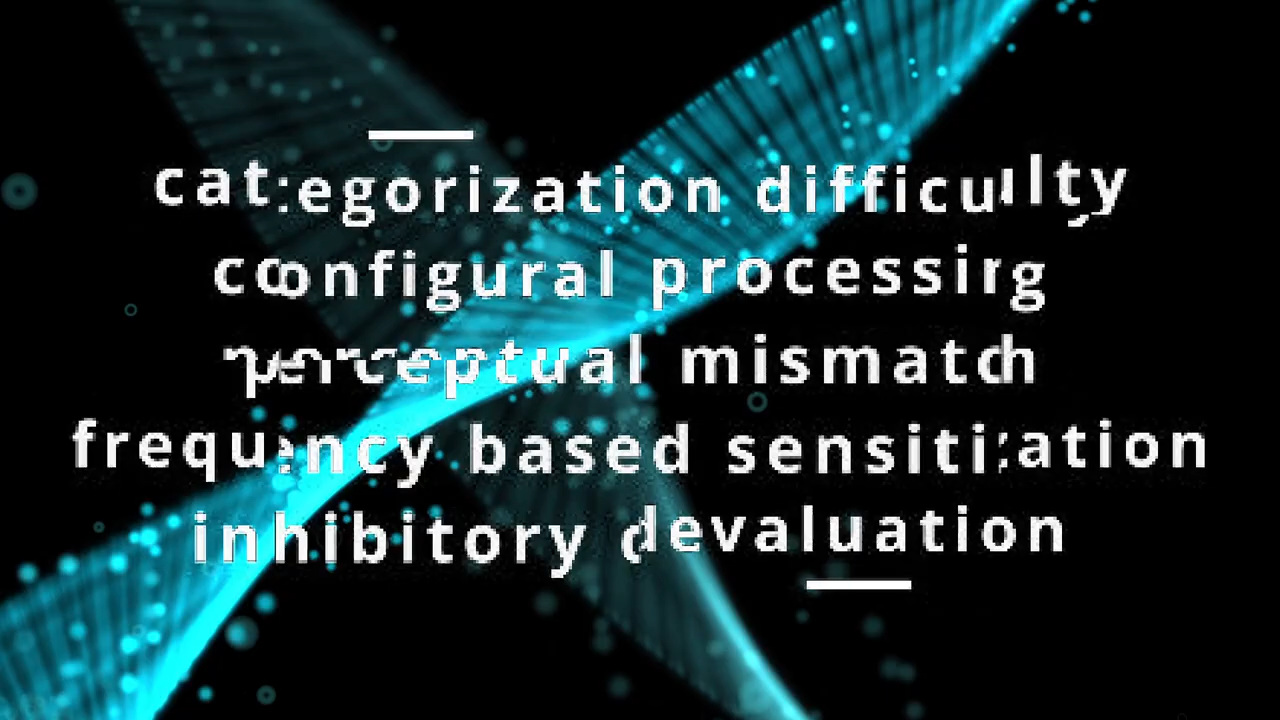 categorization difficulty
configural processing
perceptual mismatch
frequency based sensitization
inhibitory devaluation